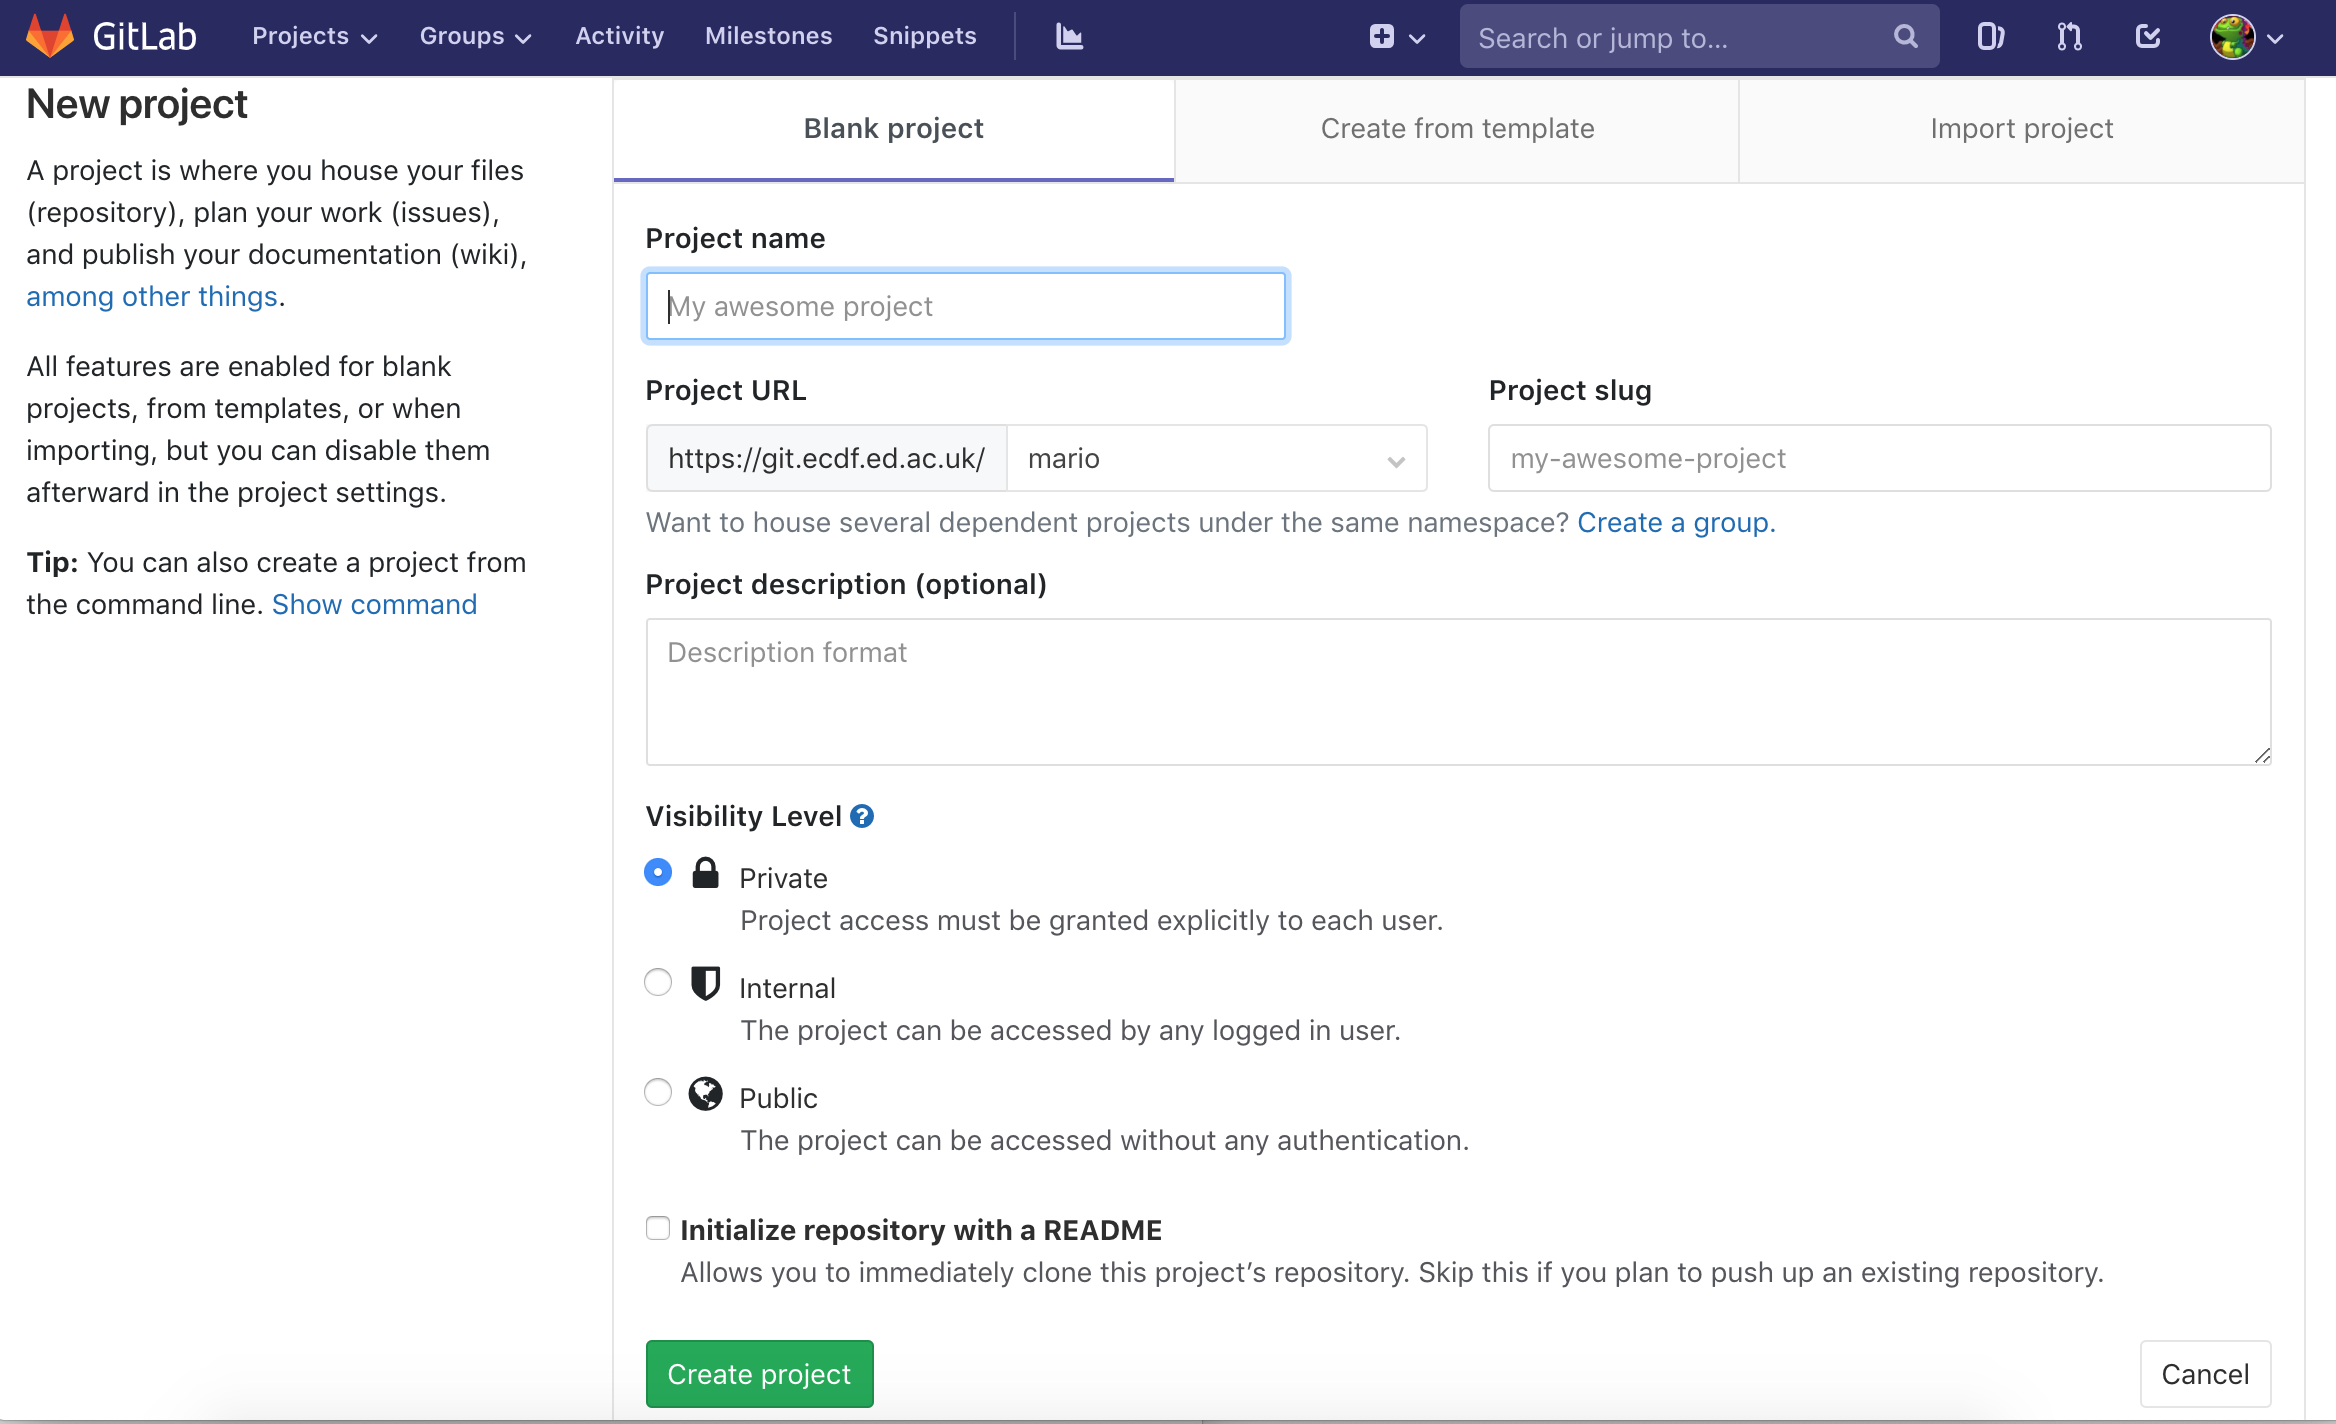 GitLab Projects Groups Activity Milestones Snippets Search or jump to...
New project
A project is where you house your files
(repository), plan your work (issues),
and publish your documentation (wiki),
among other things.
All features are enabled for blank
projects, from templates, or when
importing, but you can disable them
afterward in the project settings.
Tip: You can also create a project from
the command line. Show command
Blank project Create from template Import project
Project name
My awesome project
Project URL Project slug
https://git.ecdf.ed.ac.uk/ mario my-awesome-project
Want to house several dependent projects under the same namespace? Create a group.
Project description (optional)
Description format
Visibility Level ?
Private
Project access must be granted explicitly to each user.
Internal
The project can be accessed by any logged in user.
Public
The project can be accessed without any authentication.
Initialize repository with a README
Allows you to immediately clone this project’s repository. Skip this if you plan to push up an existing repository.
Create project Cancel